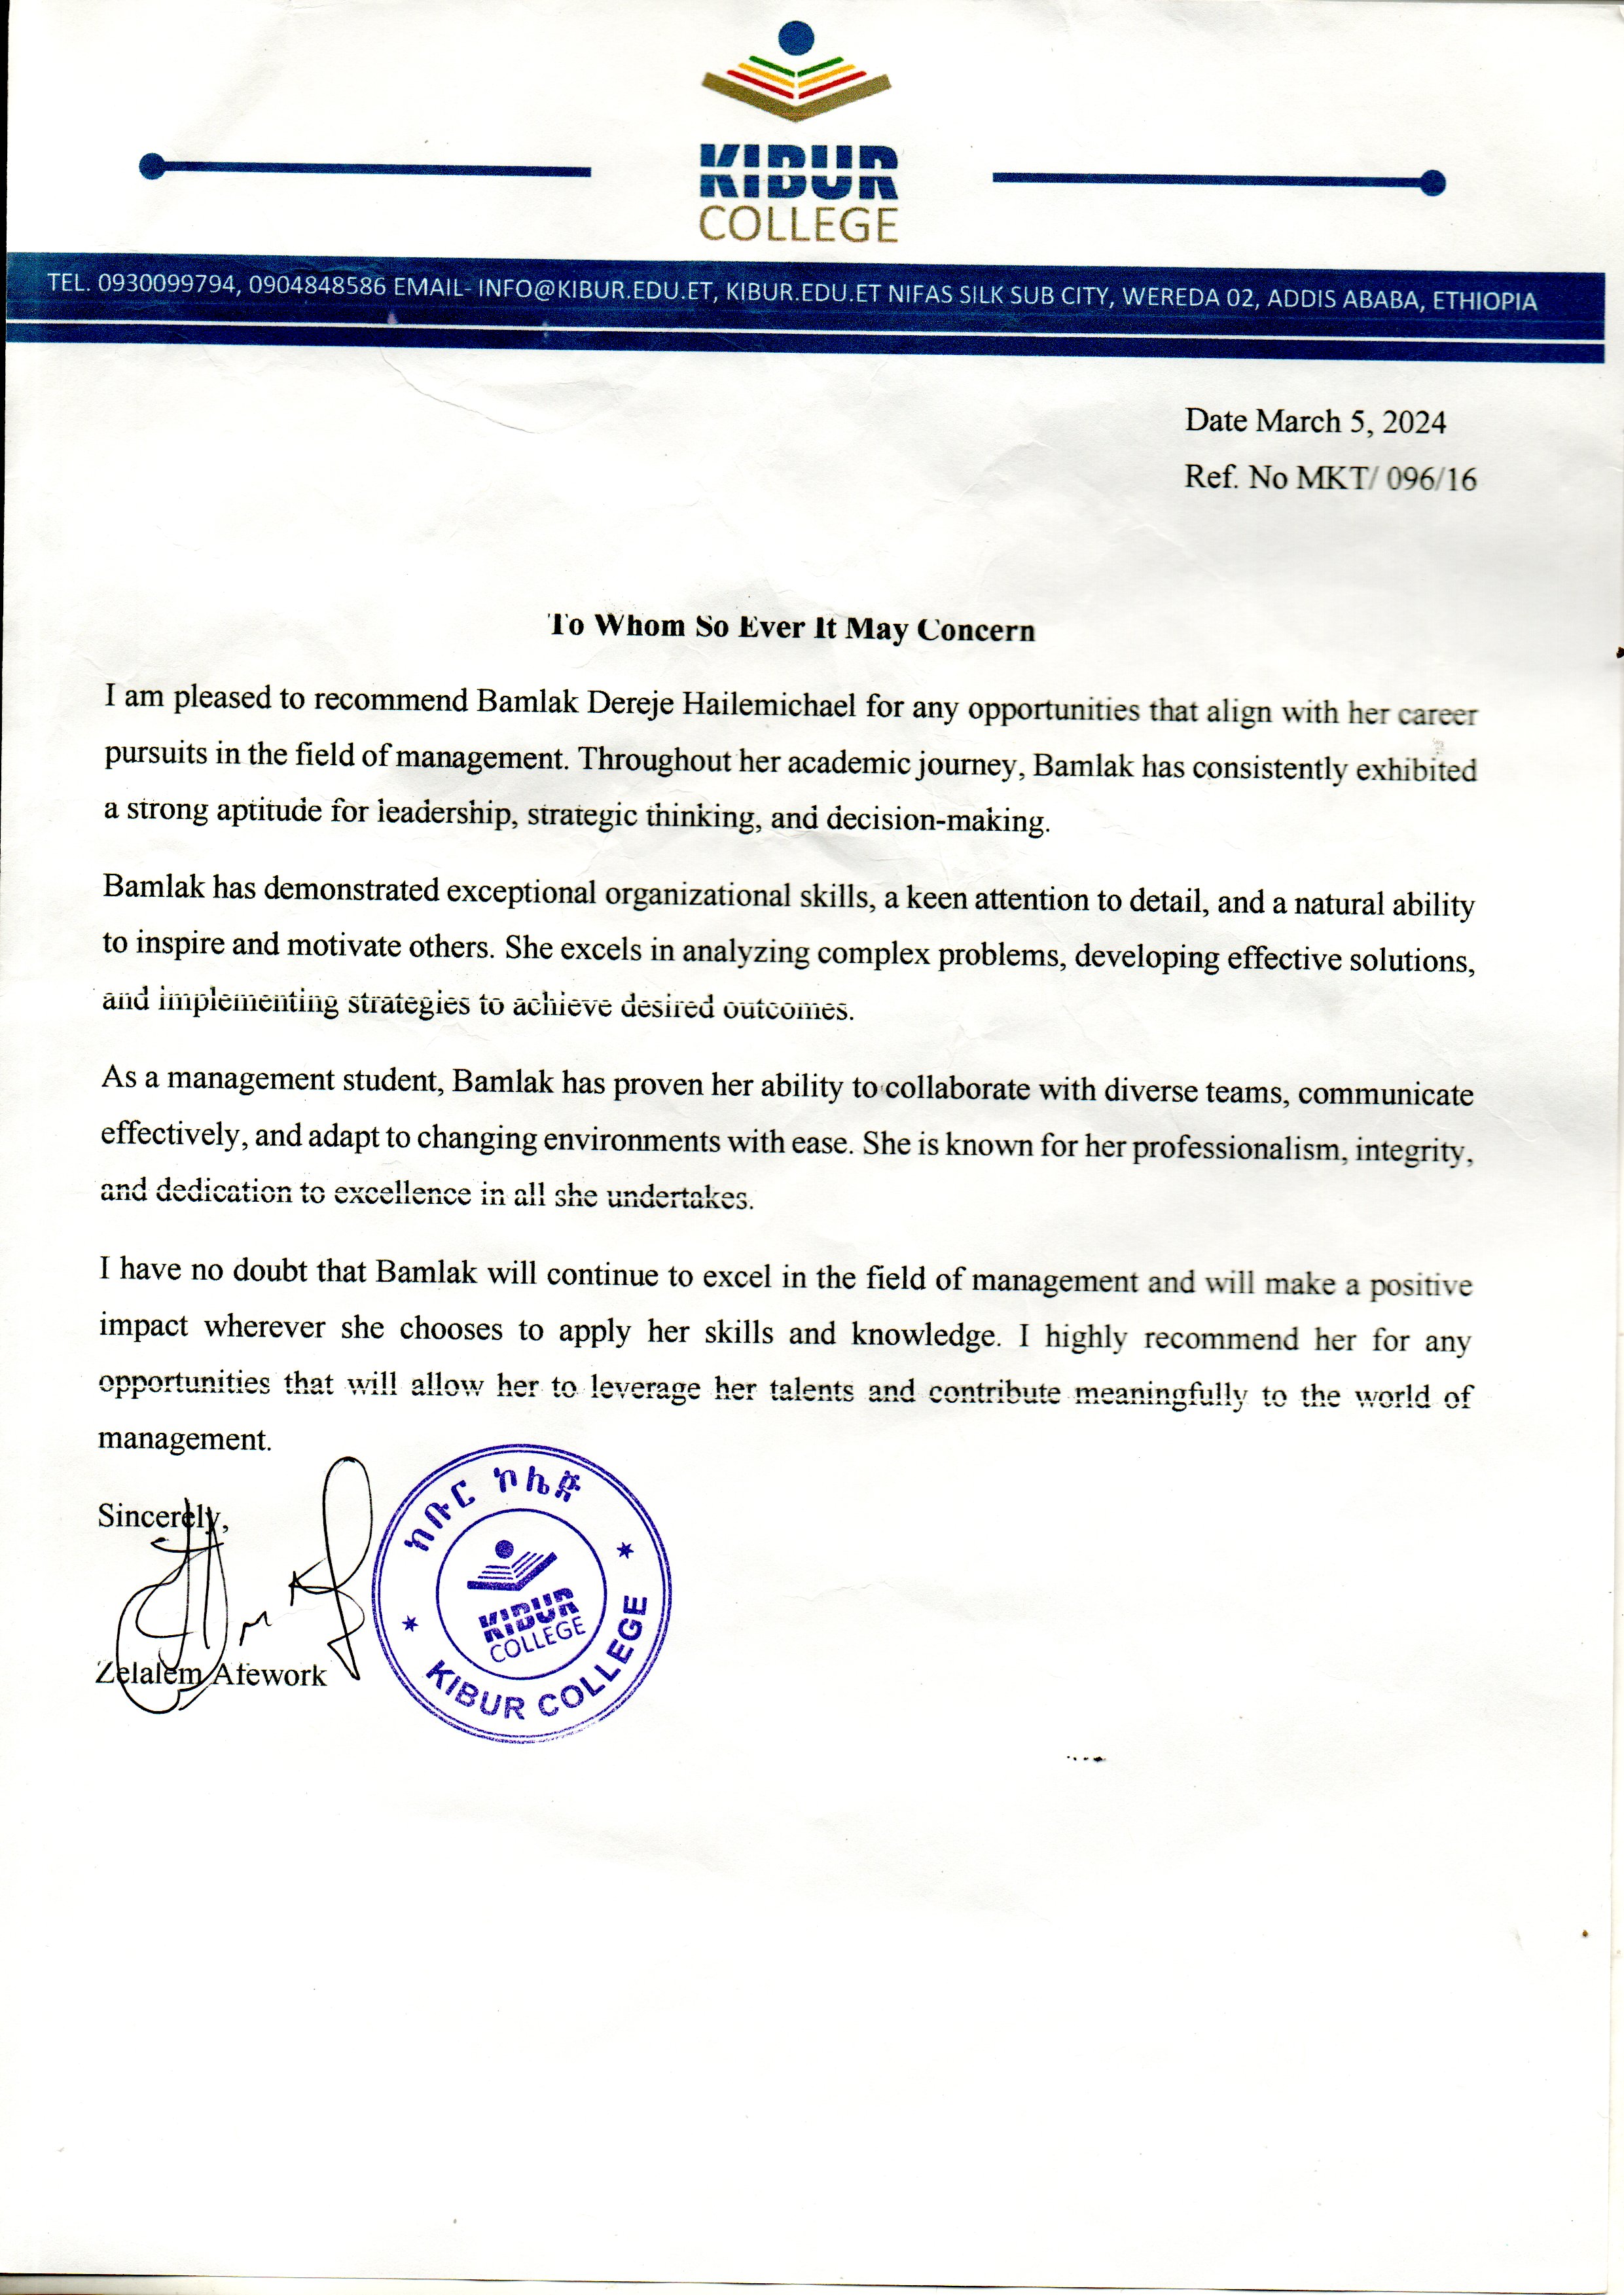 KIBUR
COLLEGE
TEL. 0930099794, 0904848586 EMAIL- INFO@KIBUR.EDU.ET, KIBUR.EDU.ET NIFAS SILK SUB CITY, WEREDA 02, ADDIS ABABA, ETHIOPIA
Date March 5, 2024
Ref. No MKT/ 096/16
To Whom So Ever It May Concern
I am pleased to recommend Bamlak Dereje Hailemichael for any opportunities that align with her career
pursuits in the field of management. Throughout her academic journey, Bamlak has consistently exhibited
a strong aptitude for leadership, strategic thinking, and decision-making.
Bamlak has demonstrated exceptional organizational skills, a keen attention to detail, and a natural ability
to inspire and motivate others. She excels in analyzing complex problems, developing effective solutions,
and implementing strategies to achieve desired outcomes.
As a management student, Bamlak has proven her ability to collaborate with diverse teams, communicate
effectively, and adapt to changing environments with ease. She is known for her professionalism, integrity,
and dedication to excellence in all she undertakes.
I have no doubt that Bamlak will continue to excel in the field of management and will make a positive
impact wherever she chooses to apply her skills and knowledge. I highly recommend her for any
opportunities that will allow her to leverage her talents and contribute meaningfully to the world of
management.
Sincerely,
Zelalem Afework
ክቡር ኮሌጅ
KIBUR
COLLEGE
KIBUR COLLEGE